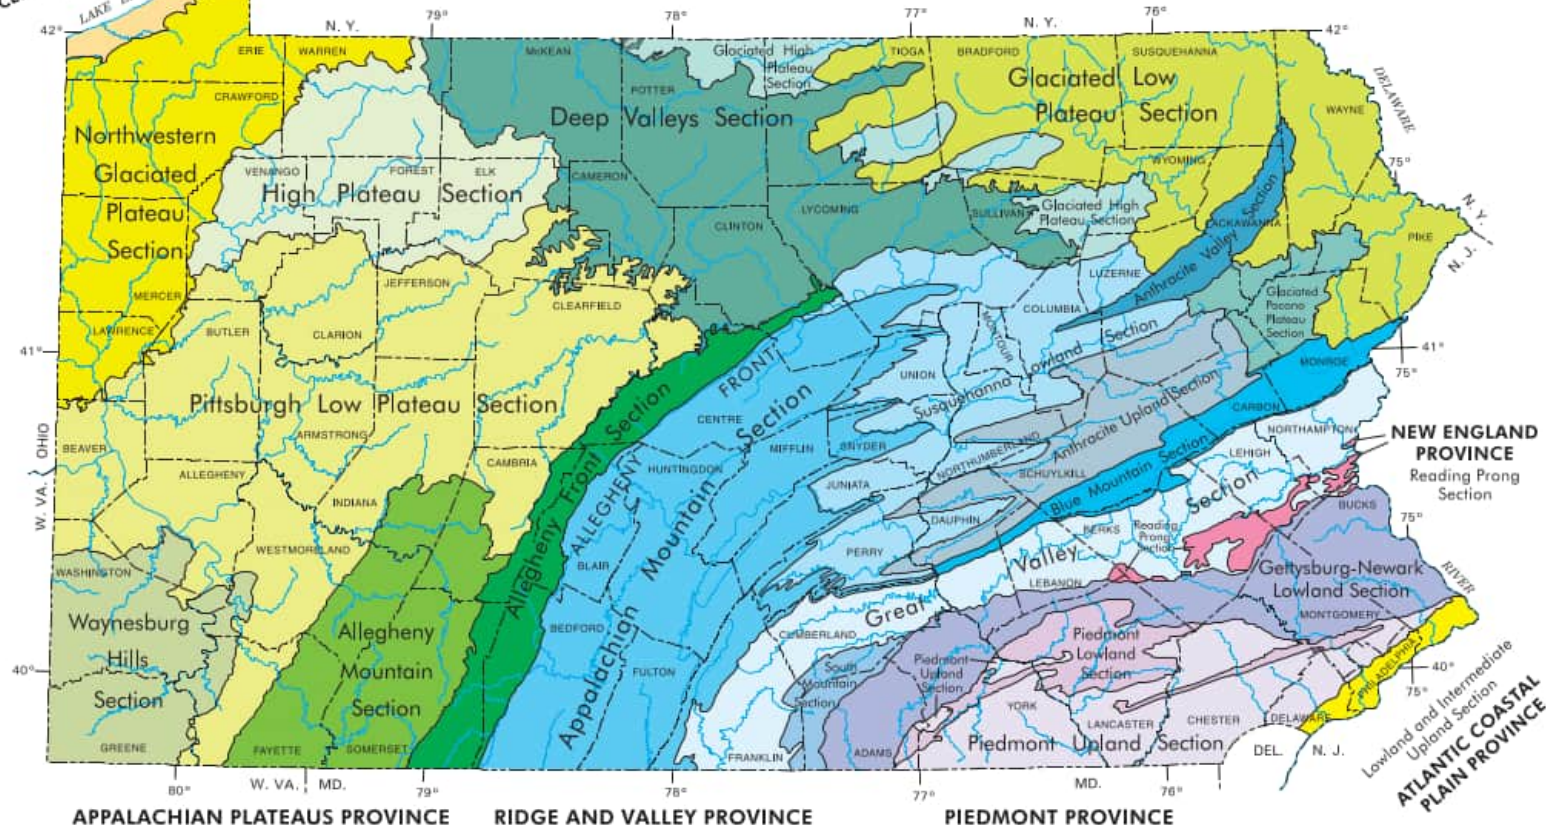 LAKE
79°
78°
77°
76°
N. Y.
N. Y.
42°
42°
ERIE
WARREN
McKEAN
Glaciated High
Plateau
Section
TIOGA
BRADFORD
SUSQUEHANNA
CRAWFORD
POTTER
Glaciated Low
Plateau Section
WAYNE
DELAWARE
Deep Valleys Section
Northwestern
Glaciated
Plateau
Section
VENANGO
FOREST
ELK
High Plateau Section
CAMERON
WYOMING
75°
CLINTON
LYCOMING
SULLIVAN
Glaciated High
Plateau Section
LACKAWANNA
Anthracite Valley Section
PIKE
N. Y.
N. J.
MERCER
JEFFERSON
CLEARFIELD
LUZERNE
COLUMBIA
Glaciated
Pocono
Plateau
Section
LAWRENCE
BUTLER
CLARION
MONTOUR
41°
41°
75°
MONROE
UNION
Susquehanna Lowland Section
Pittsburgh Low Plateau Section
CENTRE
Anthracite Upland Section
CARBON
ARMSTRONG
MIFFLIN
SNYDER
NORTHUMBERLAND
NORTHAMPTON
NEW ENGLAND
PROVINCE
Reading Prong
Section
OHIO
W. VA.
BEAVER
ALLEGHENY
CAMBRIA
HUNTINGDON
SCHUYLKILL
LEHIGH
INDIANA
JUNIATA
Blue Mountain Section
Allegheny Front Section
ALLEGHENY FRONT
Appalachian Mountain Section
BUCKS
75°
WESTMORELAND
DAUPHIN
BERKS
Reading
Prong
Section
PERRY
WASHINGTON
BLAIR
LEBANON
Great Valley Section
Gettysburg-Newark
Lowland Section
RIVER
MONTGOMERY
Waynesburg
Hills
Section
Allegheny
Mountain
Section
BEDFORD
FULTON
CUMBERLAND
Piedmont
Lowland
Section
PHILADELPHIA
40°
40°
75°
South
Mountain
Section
Piedmont
Upland
Section
YORK
LANCASTER
CHESTER
DELAWARE
GREENE
FAYETTE
SOMERSET
FRANKLIN
ADAMS
Piedmont Upland Section
DEL.
N. J.
Lowland and Intermediate
Upland Section
ATLANTIC COASTAL
PLAIN PROVINCE
80°
W. VA.
MD.
79°
78°
77°
MD.
76°
APPALACHIAN PLATEAUS PROVINCE
RIDGE AND VALLEY PROVINCE
PIEDMONT PROVINCE